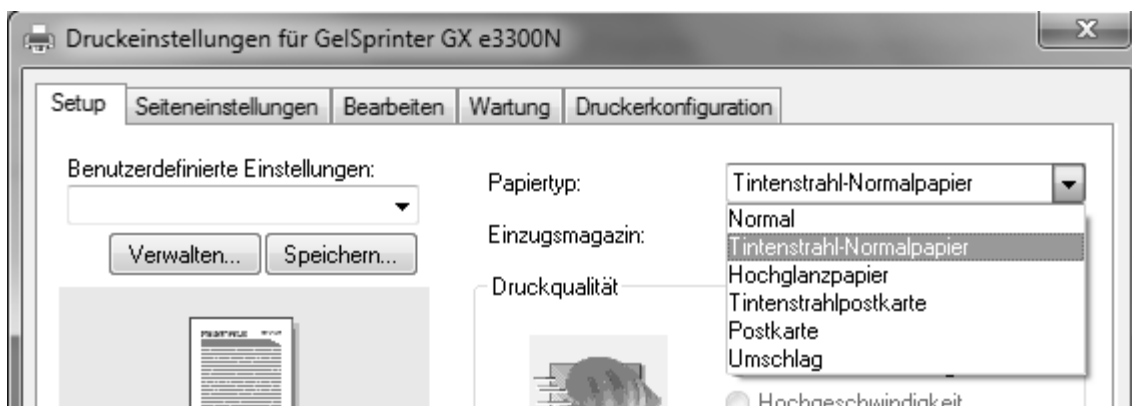 Druckeinstellungen für GelSprinter GX e3300N
Setup Seiteneinstellungen Bearbeiten Wartung Druckerkonfiguration
Benutzerdefinierte Einstellungen:
Papiertyp: Tintenstrahl-Normalpapier
Normal
Einzugsmagazin:
Tintenstrahl-Normalpapier
Verwalten... Speichern...
Hochglanzpapier
Druckqualität
Tintenstrahlpostkarte
Postkarte
Umschlag
Hochgeschwindigkeit